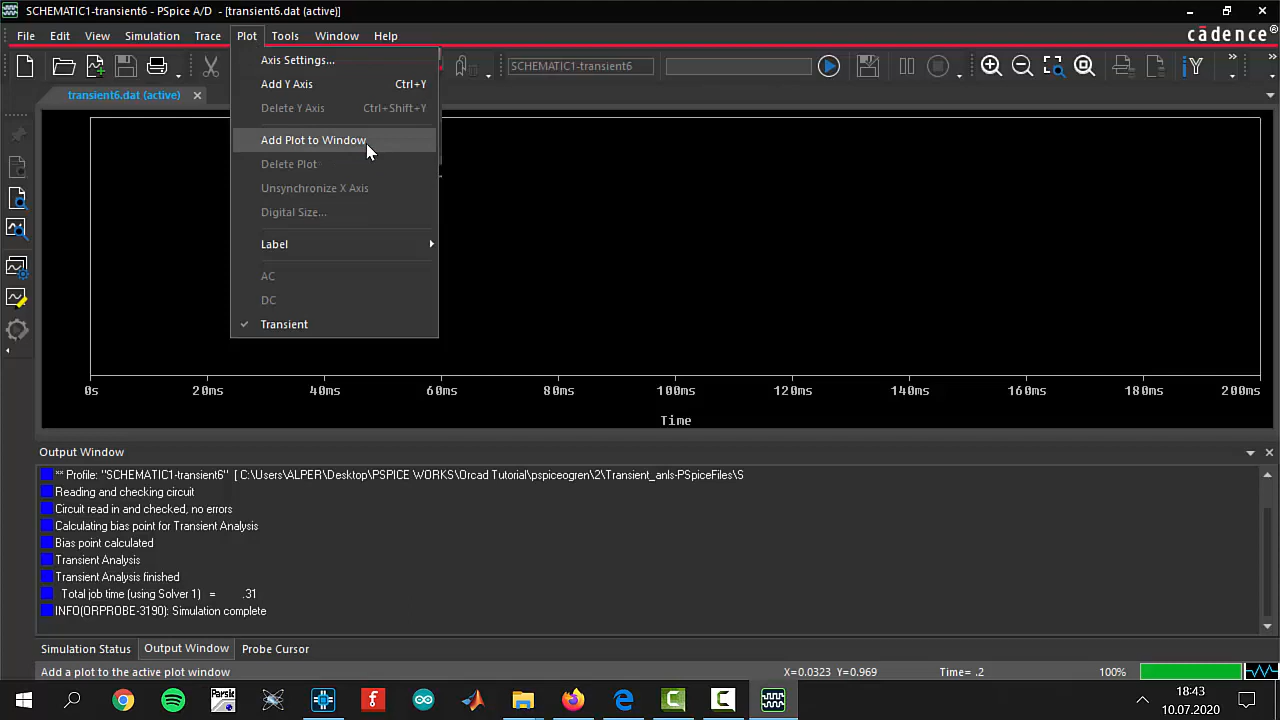 SCHEMATIC1-transient6 - PSpice A/D - [transient6.dat (active)]
File Edit View Simulation Trace Plot Tools Window Help
cādence®
SCHEMATIC1-transient6
transient6.dat (active)
Axis Settings...
Add Y Axis Ctrl+Y
Delete Y Axis Ctrl+Shift+Y
Add Plot to Window
Delete Plot
Unsynchronize X Axis
Digital Size...
Label
AC
DC
Transient
0s 20ms 40ms 60ms 80ms 100ms 120ms 140ms 160ms 180ms 200ms
Time
Output Window
** Profile: "SCHEMATIC1-transient6" [ C:\Users\ALPER\Desktop\PSPICE WORKS\Orcad Tutorial\pspiceogren\2\Transient_anls-PSpiceFiles\S
Reading and checking circuit
Circuit read in and checked, no errors
Calculating bias point for Transient Analysis
Bias point calculated
Transient Analysis
Transient Analysis finished
Total job time (using Solver 1) = .31
INFO(ORPROBE-3190): Simulation complete
Simulation Status Output Window Probe Cursor
Add a plot to the active plot window X=0.0323 Y=0.969 Time= .2 100%
18:43
10.07.2020